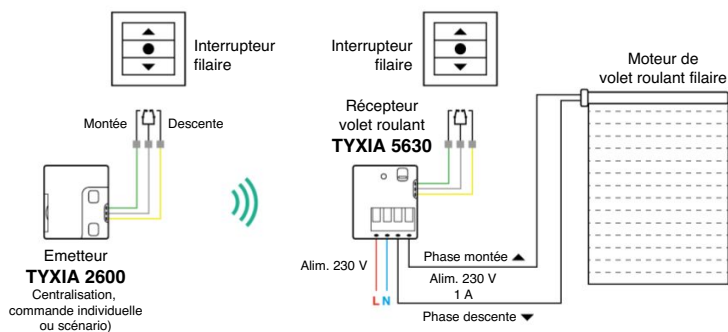 Interrupteur
filaire
Montée
Descente
Emetteur
TYXIA 2600
Centralisation,
commande individuelle
ou scénario)
Interrupteur
filaire
Récepteur
volet roulant
TYXIA 5630
Alim. 230 V
L N
Phase montée ▲
Alim. 230 V
1 A
Phase descente ▼
Moteur de
volet roulant filaire